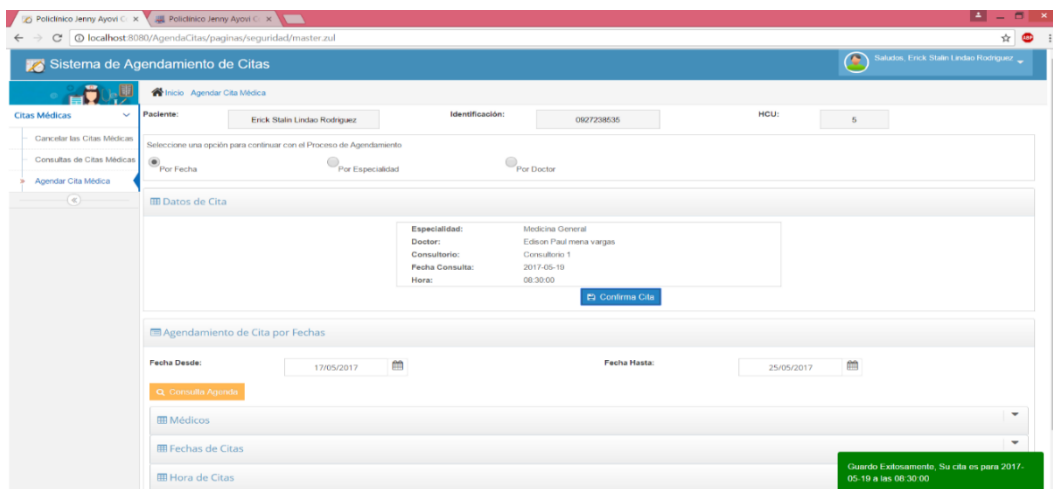 Policlínico Jenny Ayovi C
Policlínico Jenny Ayovi C
localhost:8080/AgendaCitas/paginas/seguridad/master.zul
ABP
Sistema de Agendamiento de Citas
Saludos, Erick Stalin Lindao Rodriguez
Inicio Agendar Cita Médica
Citas Médicas
Cancelar las Citas Médicas
Consultas de Citas Médicas
Agendar Cita Médica
Paciente: Erick Stalin Lindao Rodriguez Identificación: 0927238535 HCU: 5
Seleccione una opción para continuar con el Proceso de Agendamiento
Por Fecha Por Especialidad Por Doctor
Datos de Cita
Especialidad: Medicina General
Doctor: Edison Paul mena vargas
Consultorio: Consultorio 1
Fecha Consulta: 2017-05-19
Hora: 08:30:00
Confirma Cita
Agendamiento de Cita por Fechas
Fecha Desde: 17/05/2017 Fecha Hasta: 25/05/2017
Consulta Agenda
Médicos
Fechas de Citas
Hora de Citas
Guardo Exitosamente, Su cita es para 2017-
05-19 a las 08:30:00